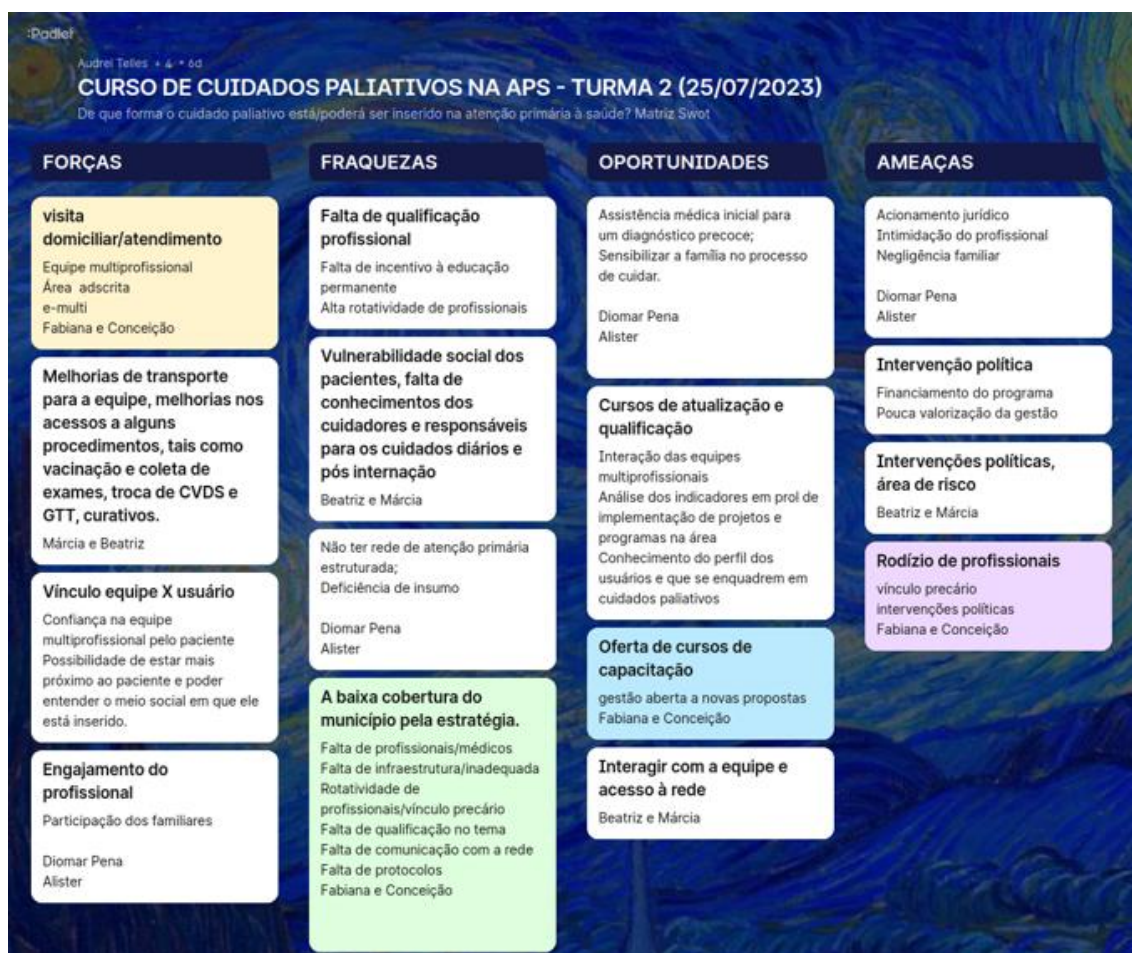 :Padlet
Audrei Telles + 4 • 6d
CURSO DE CUIDADOS PALIATIVOS NA APS - TURMA 2 (25/07/2023)
De que forma o cuidado paliativo está/poderá ser inserido na atenção primária à saúde? Matriz Swot
FORÇAS
visita
domiciliar/atendimento
Equipe multiprofissional
Área adscrita
e-multi
Fabiana e Conceição
Melhorias de transporte
para a equipe, melhorias nos
acessos a alguns
procedimentos, tais como
vacinação e coleta de
exames, troca de CVDS e
GTT, curativos.
Márcia e Beatriz
Vínculo equipe X usuário
Confiança na equipe
multiprofissional pelo paciente
Possibilidade de estar mais
próximo ao paciente e poder
entender o meio social em que ele
está inserido.
Engajamento do
profissional
Participação dos familiares
Diomar Pena
Alister
FRAQUEZAS
Falta de qualificação
profissional
Falta de incentivo à educação
permanente
Alta rotatividade de profissionais
Vulnerabilidade social dos
pacientes, falta de
conhecimentos dos
cuidadores e responsáveis
para os cuidados diários e
pós internação
Beatriz e Márcia
Não ter rede de atenção primária
estruturada;
Deficiência de insumo
Diomar Pena
Alister
A baixa cobertura do
município pela estratégia.
Falta de profissionais/médicos
Falta de infraestrutura/inadequada
Rotatividade de
profissionais/vínculo precário
Falta de qualificação no tema
Falta de comunicação com a rede
Falta de protocolos
Fabiana e Conceição
OPORTUNIDADES
Assistência médica inicial para
um diagnóstico precoce;
Sensibilizar a família no processo
de cuidar.
Diomar Pena
Alister
Cursos de atualização e
qualificação
Interação das equipes
multiprofissionais
Análise dos indicadores em prol de
implementação de projetos e
programas na área
Conhecimento do perfil dos
usuários e que se enquadrem em
cuidados paliativos
Oferta de cursos de
capacitação
gestão aberta a novas propostas
Fabiana e Conceição
Interagir com a equipe e
acesso à rede
Beatriz e Márcia
AMEAÇAS
Acionamento jurídico
Intimidação do profissional
Negligência familiar
Diomar Pena
Alister
Intervenção política
Financiamento do programa
Pouca valorização da gestão
Intervenções políticas,
área de risco
Beatriz e Márcia
Rodízio de profissionais
vínculo precário
intervenções políticas
Fabiana e Conceição